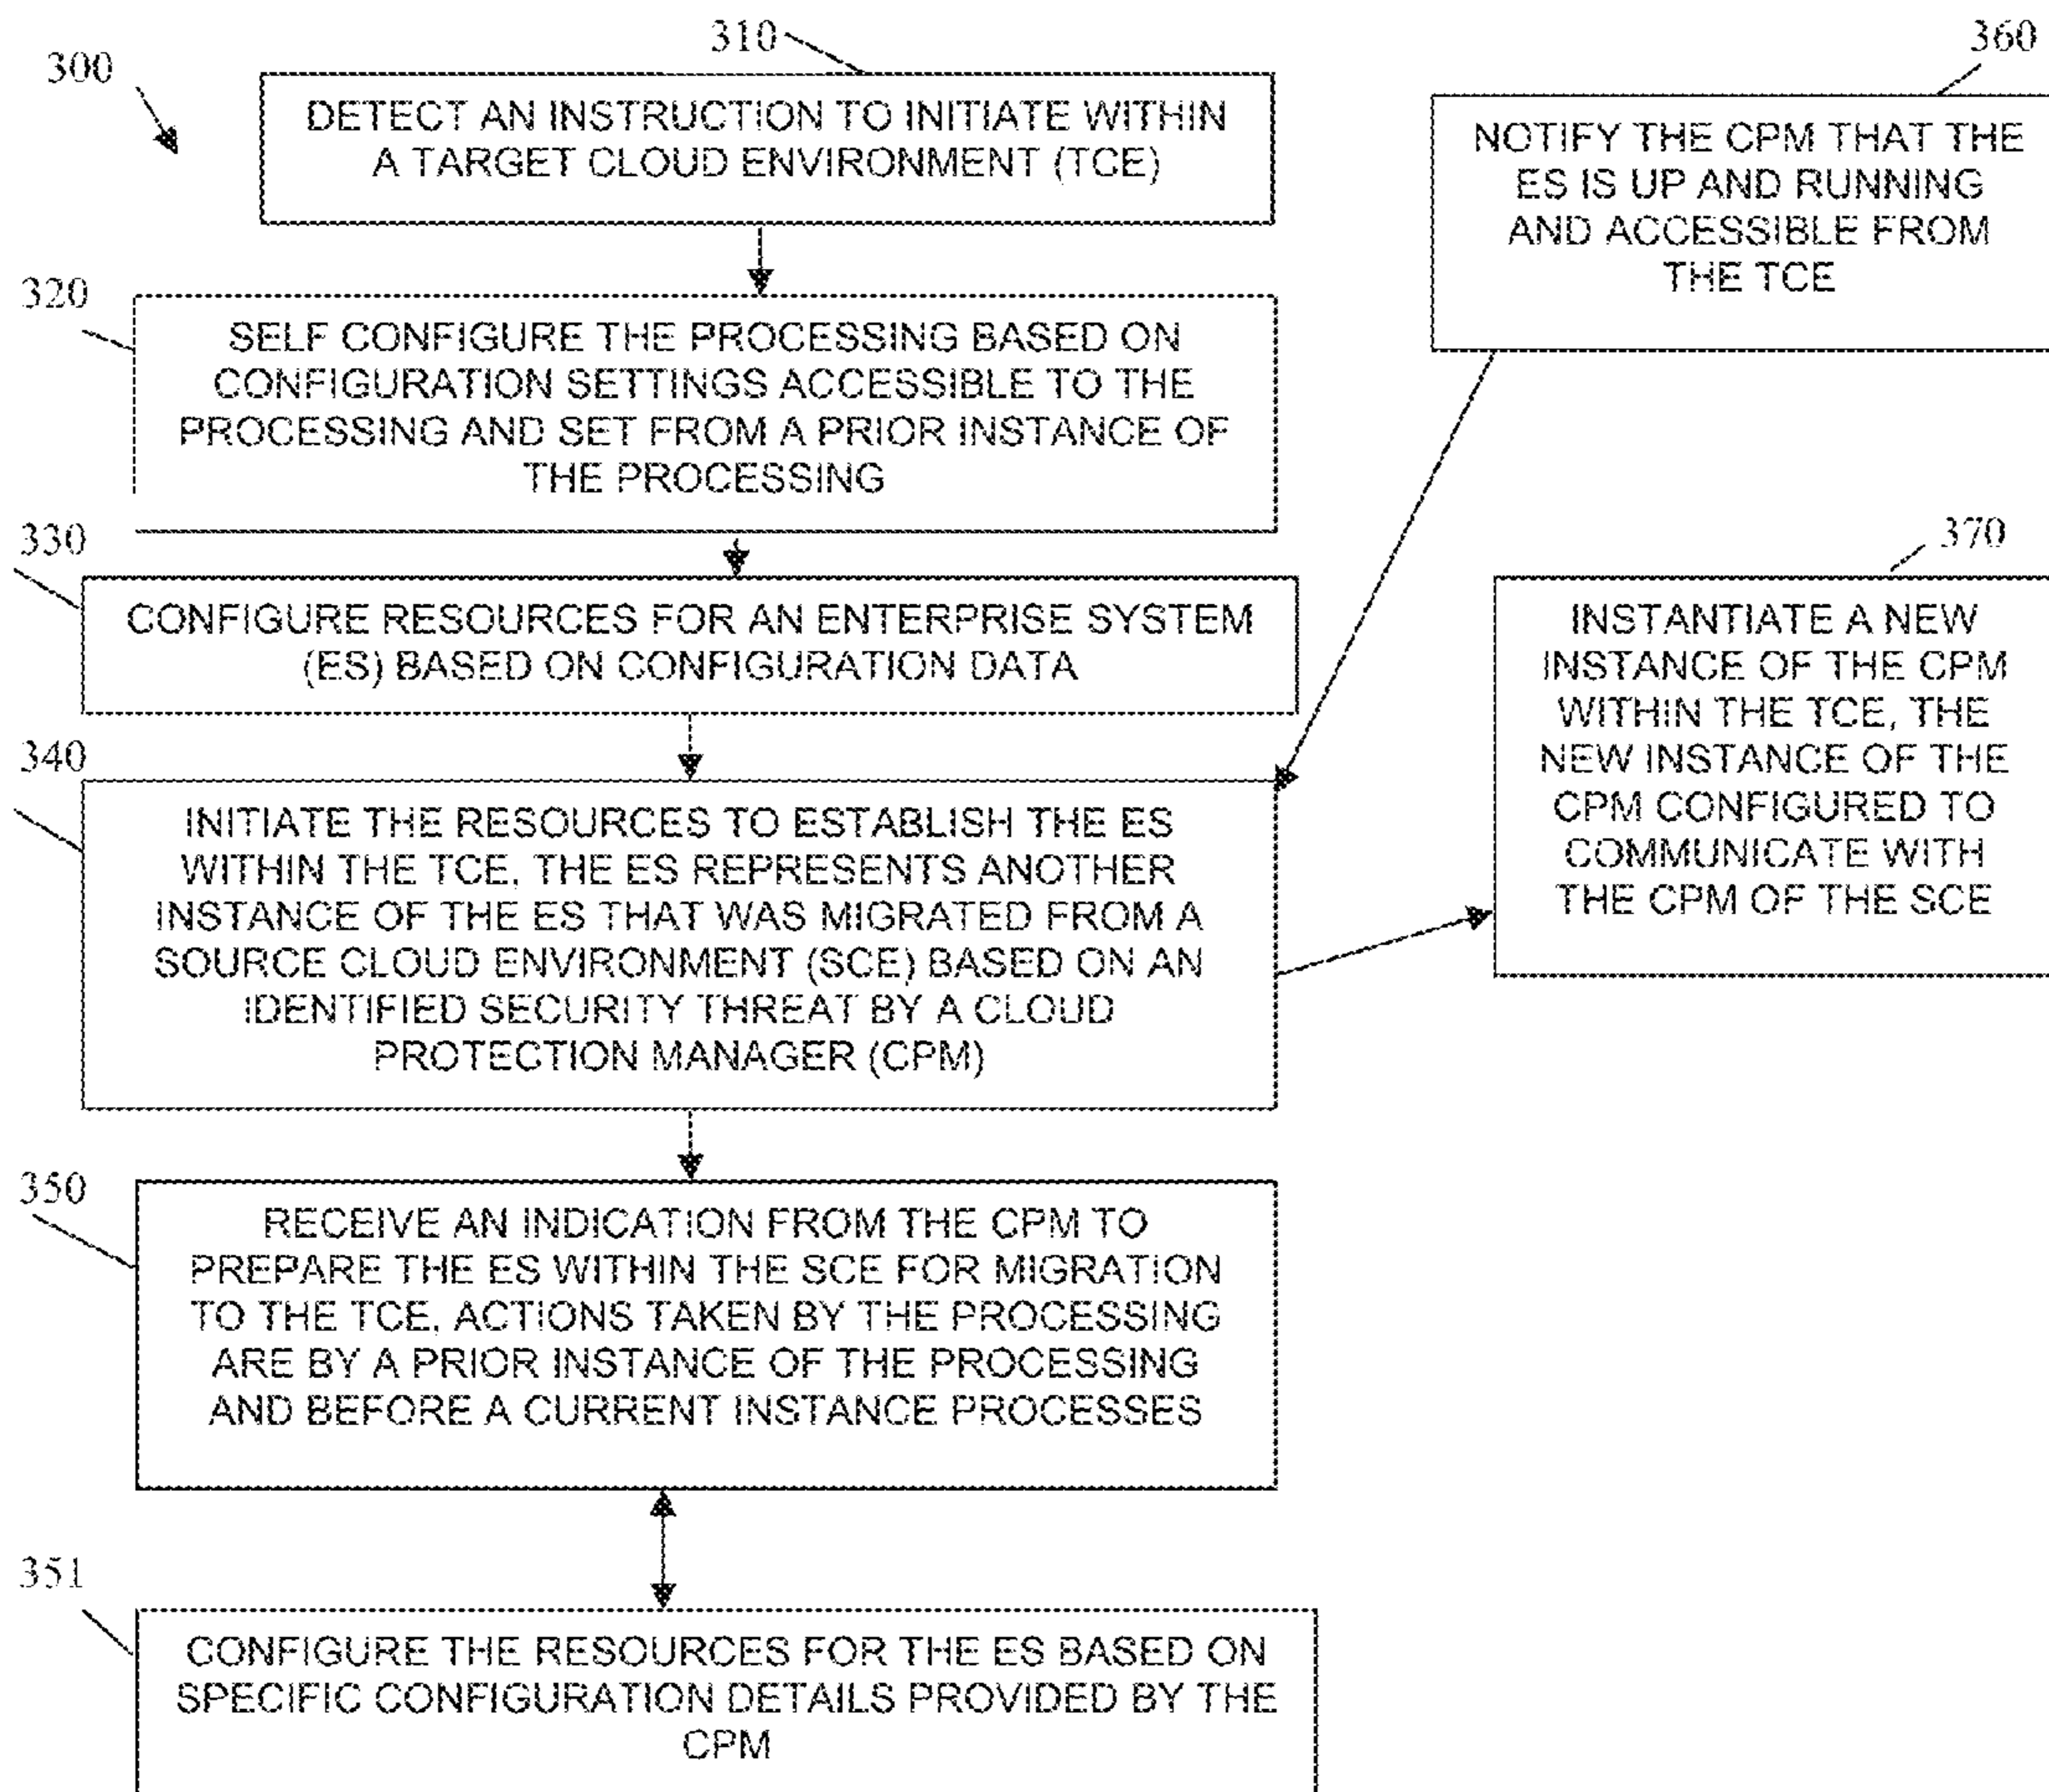 300
310
DETECT AN INSTRUCTION TO INITIATE WITHIN
A TARGET CLOUD ENVIRONMENT (TCE)
320
SELF CONFIGURE THE PROCESSING BASED ON
CONFIGURATION SETTINGS ACCESSIBLE TO THE
PROCESSING AND SET FROM A PRIOR INSTANCE OF
THE PROCESSING
330
CONFIGURE RESOURCES FOR AN ENTERPRISE SYSTEM
(ES) BASED ON CONFIGURATION DATA
340
INITIATE THE RESOURCES TO ESTABLISH THE ES
WITHIN THE TCE, THE ES REPRESENTS ANOTHER
INSTANCE OF THE ES THAT WAS MIGRATED FROM A
SOURCE CLOUD ENVIRONMENT (SCE) BASED ON AN
IDENTIFIED SECURITY THREAT BY A CLOUD
PROTECTION MANAGER (CPM)
350
RECEIVE AN INDICATION FROM THE CPM TO
PREPARE THE ES WITHIN THE SCE FOR MIGRATION
TO THE TCE, ACTIONS TAKEN BY THE PROCESSING
ARE BY A PRIOR INSTANCE OF THE PROCESSING
AND BEFORE A CURRENT INSTANCE PROCESSES
351
CONFIGURE THE RESOURCES FOR THE ES BASED ON
SPECIFIC CONFIGURATION DETAILS PROVIDED BY THE
CPM
360
NOTIFY THE CPM THAT THE
ES IS UP AND RUNNING
AND ACCESSIBLE FROM
THE TCE
370
INSTANTIATE A NEW
INSTANCE OF THE CPM
WITHIN THE TCE, THE
NEW INSTANCE OF THE
CPM CONFIGURED TO
COMMUNICATE WITH
THE CPM OF THE SCE